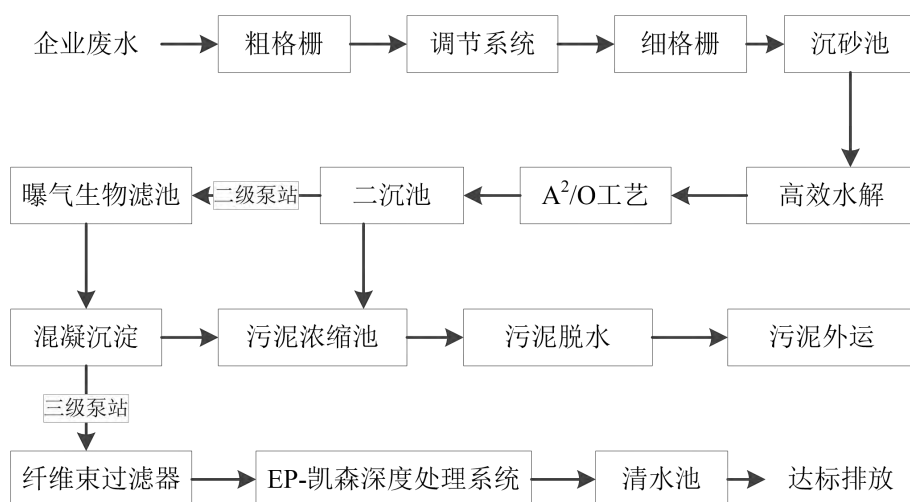 企业废水
粗格栅
调节系统
细格栅
沉砂池
曝气生物滤池
二级泵站
二沉池
A²/O工艺
高效水解
混凝沉淀
污泥浓缩池
污泥脱水
污泥外运
三级泵站
纤维束过滤器
EP-凯森深度处理系统
清水池
达标排放